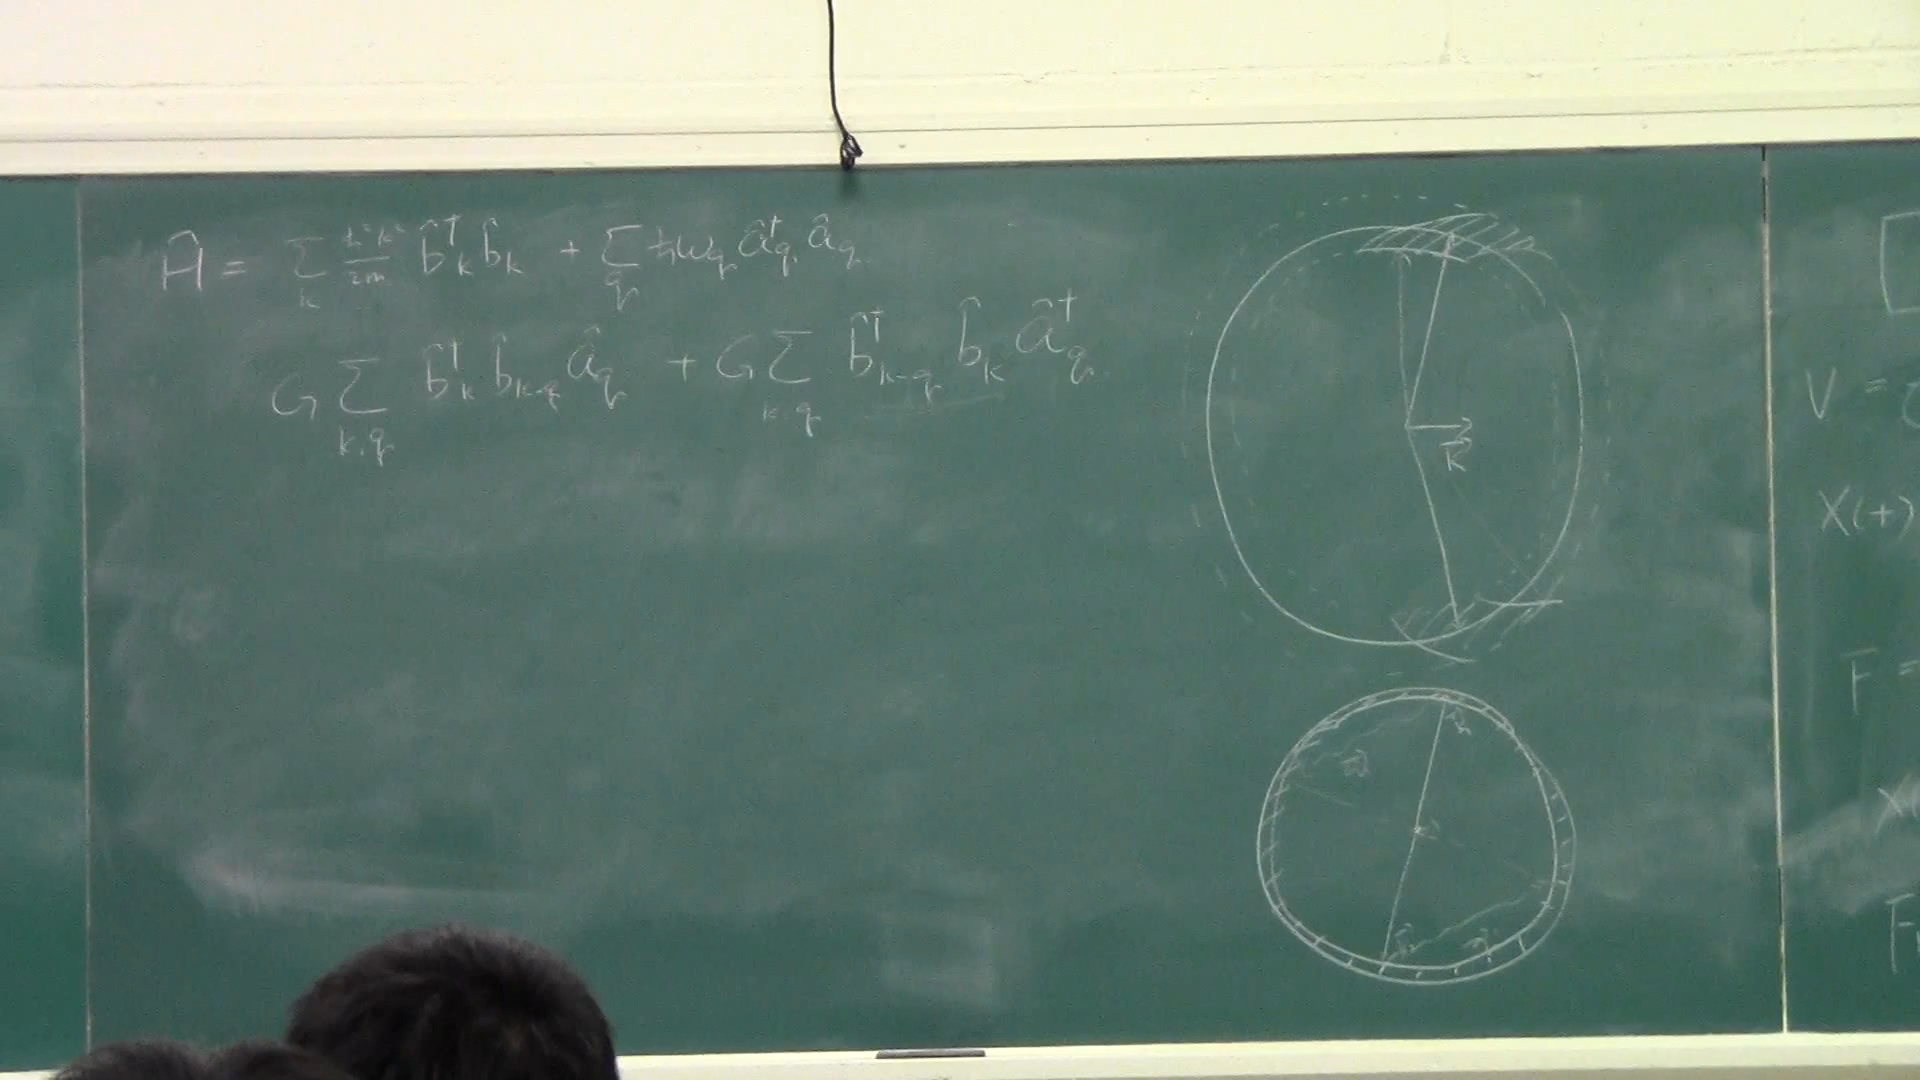 Ĥ = Σ_k ħ²k²/2m b̂†_k b̂_k + Σ_q ħω_q â†_q â_q
G Σ_{k,q} b̂†_k b̂_{k-q} â_q + G Σ_{k,q} b̂†_{k-q} b̂_k â†_q
K⃗
V =
X(t)
F =